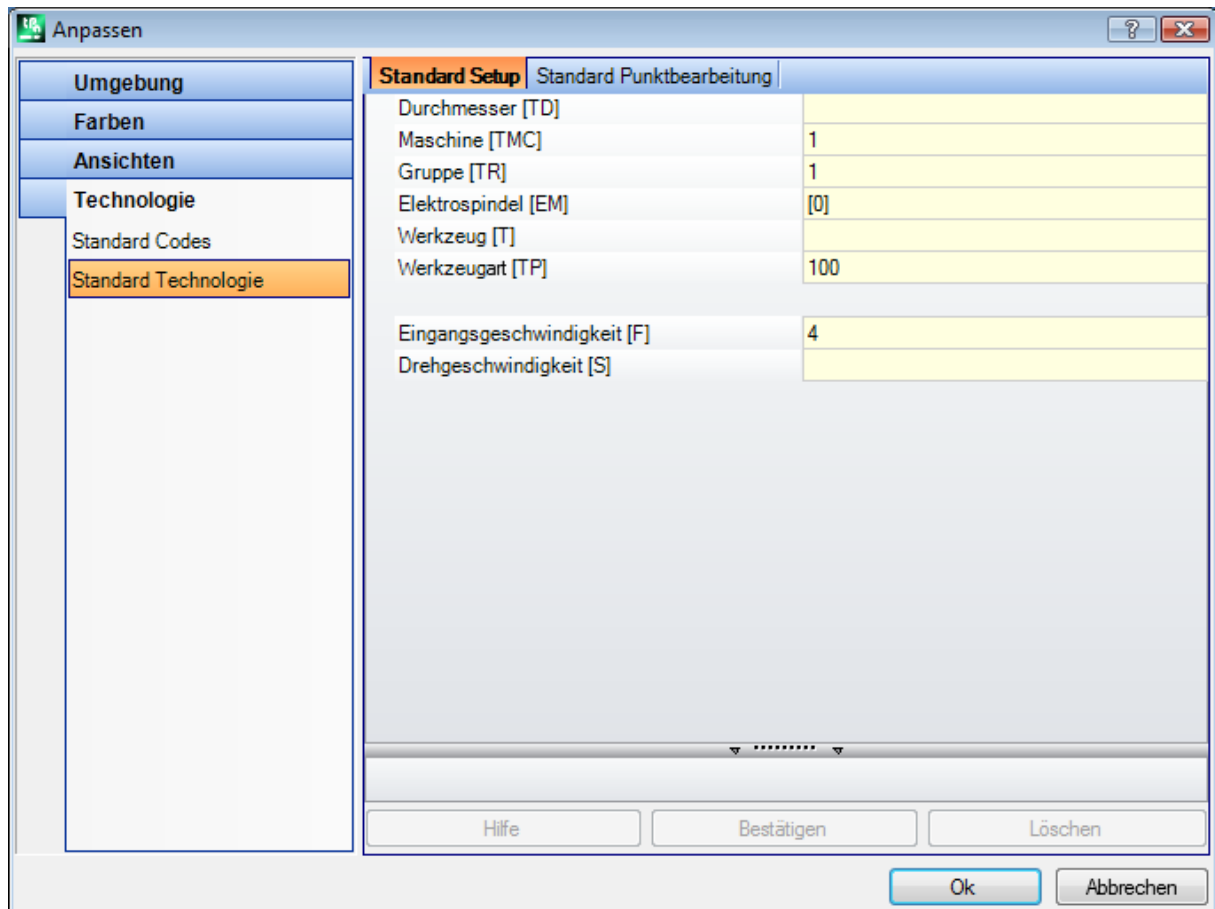 Anpassen
Umgebung
Farben
Ansichten
Technologie
Standard Codes
Standard Technologie
Standard Setup Standard Punktbearbeitung
Durchmesser [TD]
Maschine [TMC] 1
Gruppe [TR] 1
Elektrospindel [EM] [0]
Werkzeug [T]
Werkzeugart [TP] 100
Eingangsgeschwindigkeit [F] 4
Drehgeschwindigkeit [S]
Hilfe Bestätigen Löschen
Ok Abbrechen